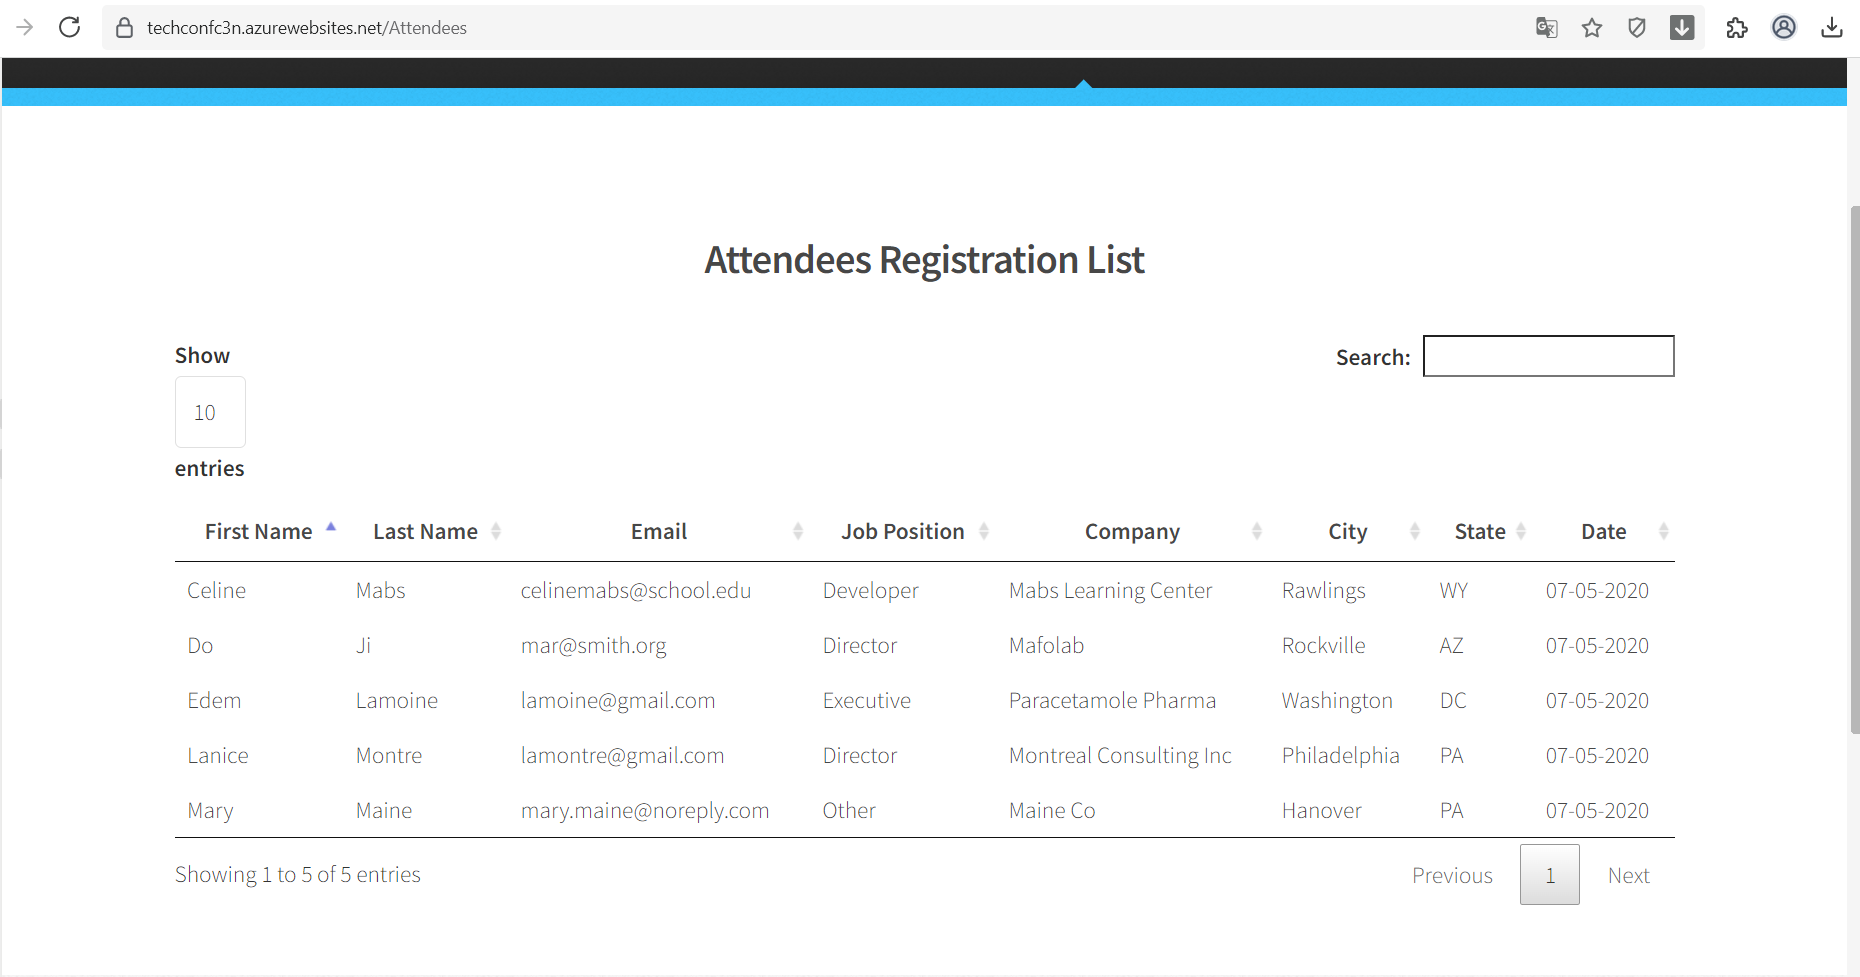 techconfc3n.azurewebsites.net/Attendees
Attendees Registration List
Show
10
entries
Search:
First Name Last Name Email Job Position Company City State Date
Celine Mabs celinemabs@school.edu Developer Mabs Learning Center Rawlings WY 07-05-2020
Do Ji mar@smith.org Director Mafolab Rockville AZ 07-05-2020
Edem Lamoine lamoine@gmail.com Executive Paracetamole Pharma Washington DC 07-05-2020
Lanice Montre lamontre@gmail.com Director Montreal Consulting Inc Philadelphia PA 07-05-2020
Mary Maine mary.maine@noreply.com Other Maine Co Hanover PA 07-05-2020
Showing 1 to 5 of 5 entries
Previous 1 Next